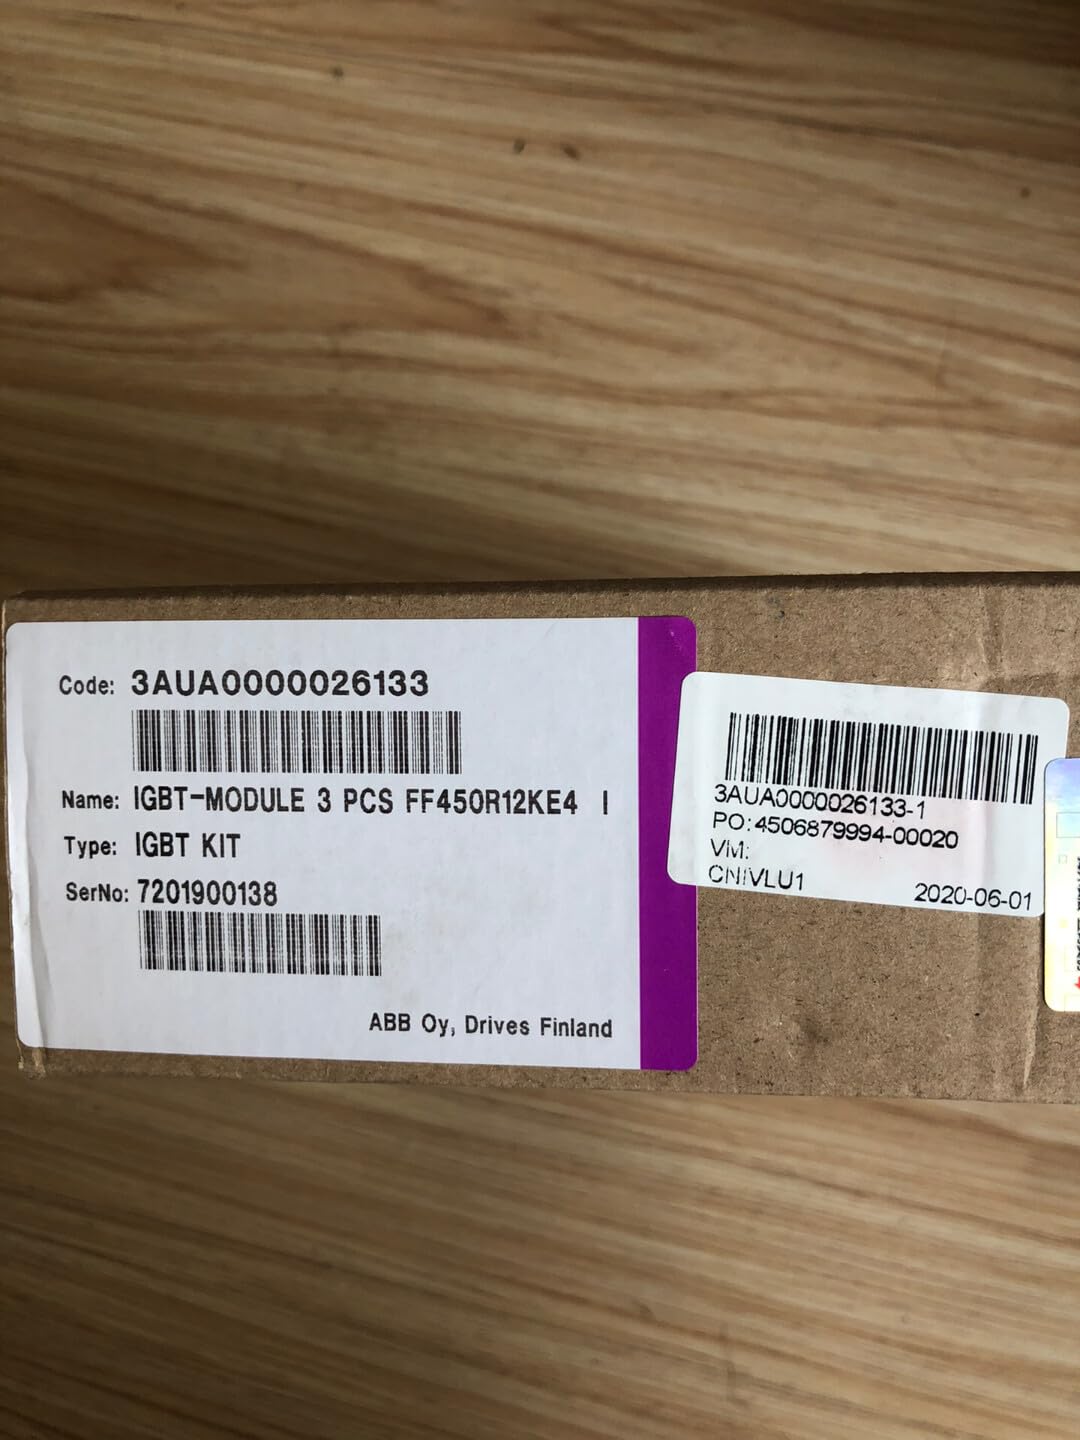 Code: 3AUA0000026133
Name: IGBT-MODULE 3 PCS FF450R12KE4 I
Type: IGBT KIT
SerNo: 7201900138
ABB Oy, Drives Finland
3AUA0000026133-1
PO:4506879994-00020
VM:
CNIVLU1 2020-06-01